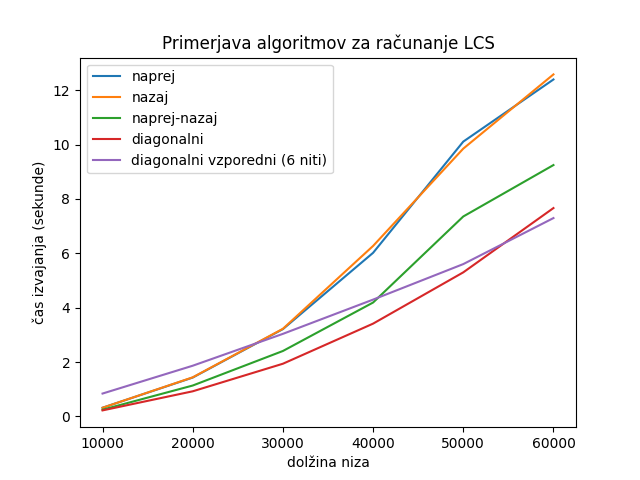 Primerjava algoritmov za računanje LCS
naprej
nazaj
naprej-nazaj
diagonalni
diagonalni vzporedni (6 niti)
čas izvajanja (sekunde)
12
10
8
6
4
2
0
10000 20000 30000 40000 50000 60000
dolžina niza